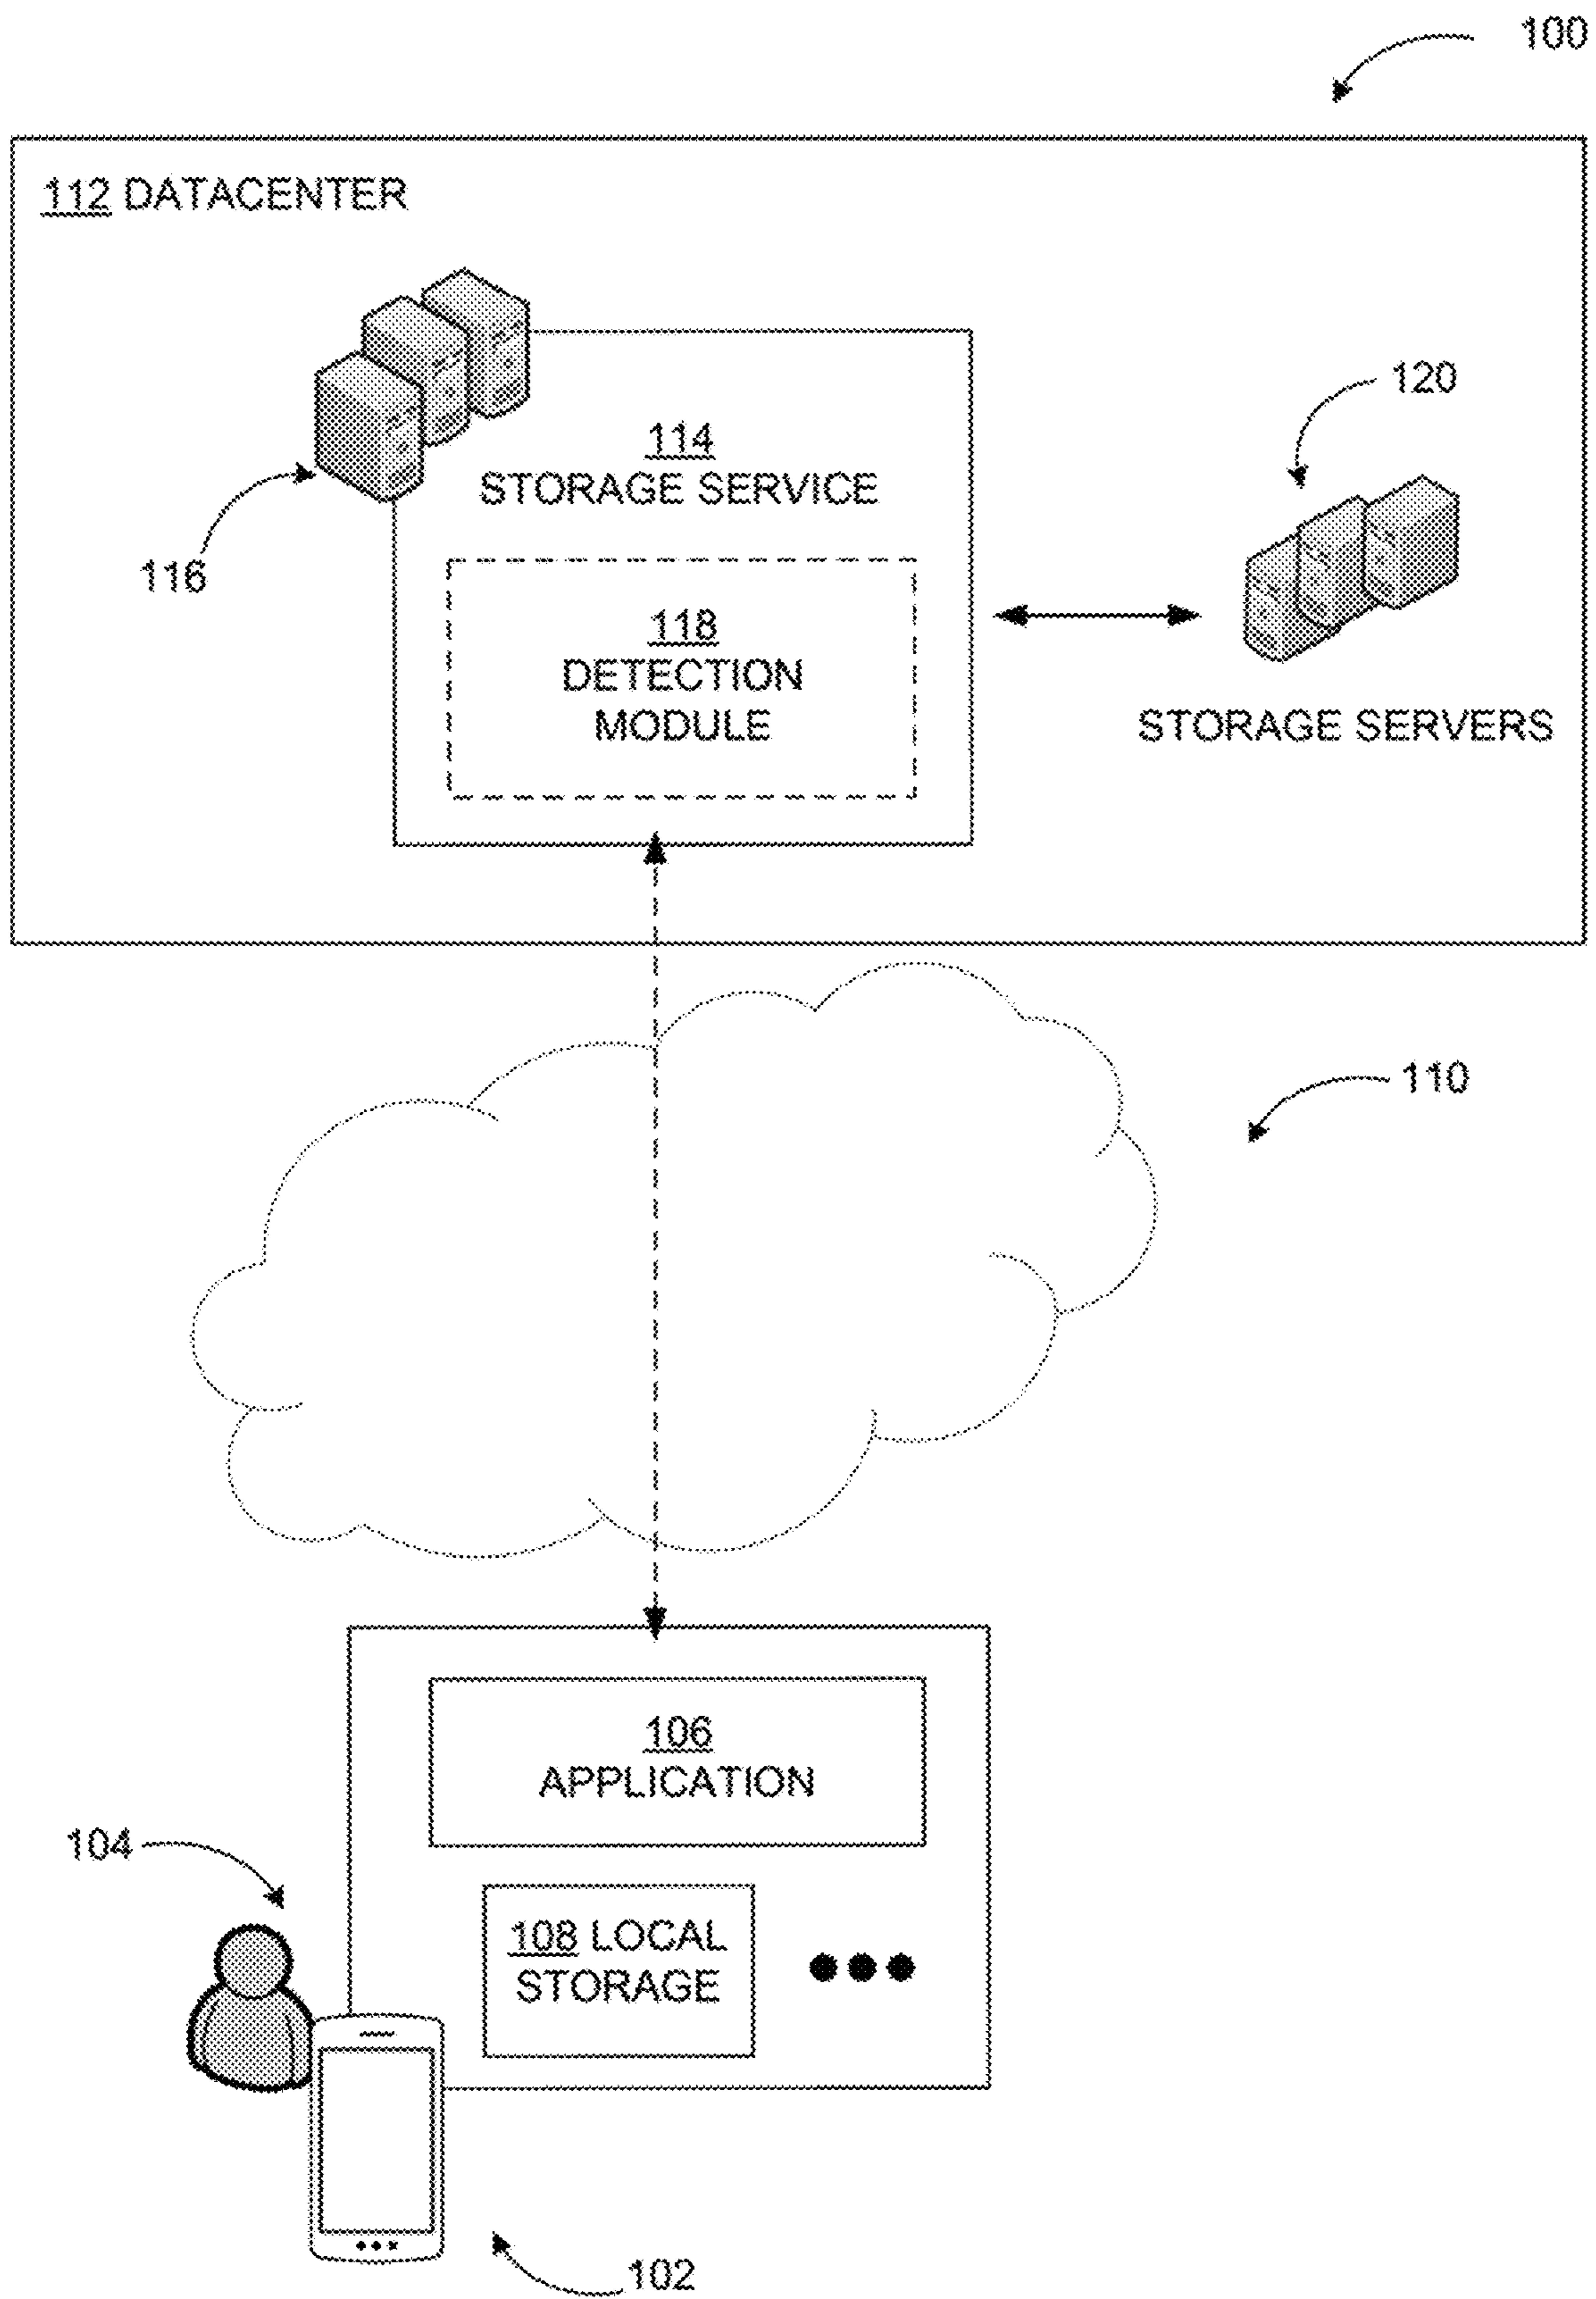 100
112 DATACENTER
120
114
STORAGE SERVICE
116
118
DETECTION
MODULE
STORAGE SERVERS
110
106
APPLICATION
104
108 LOCAL
STORAGE
102